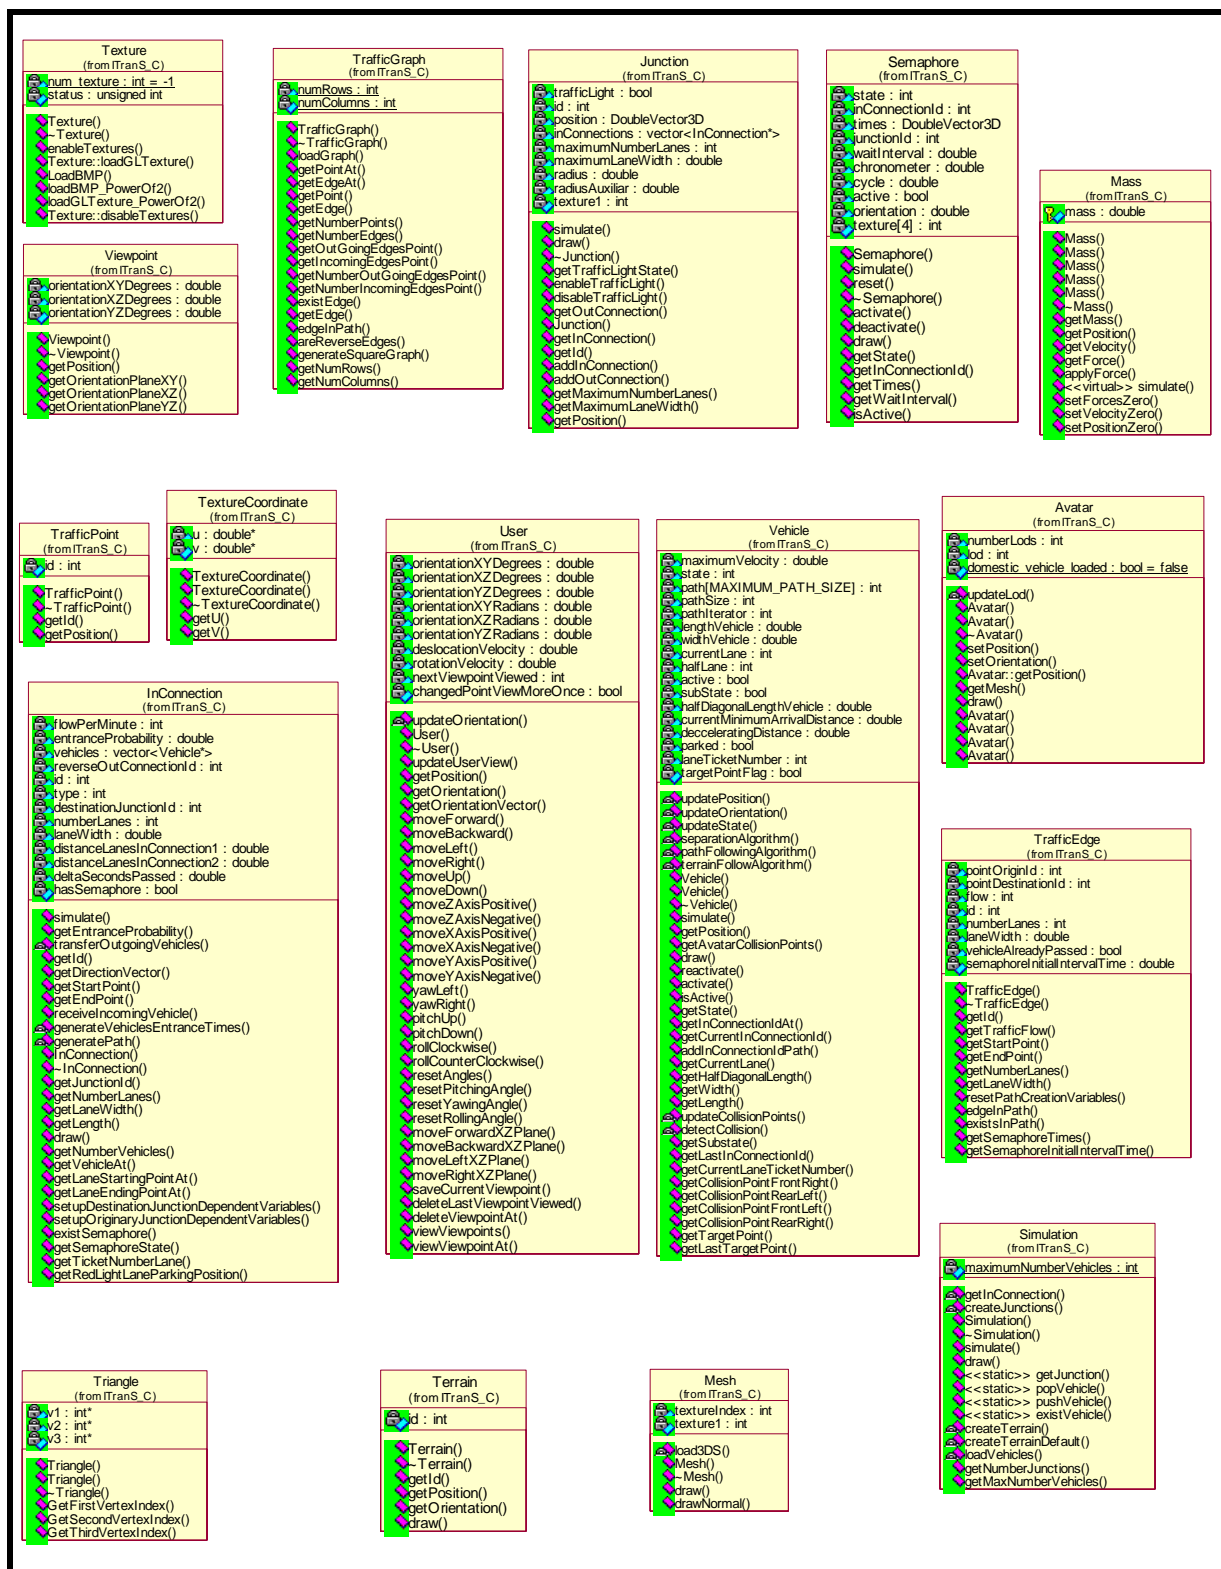 Texture
(from ITranS_C)
num_texture : int = -1
status : unsigned int
Texture()
~Texture()
enableTextures()
Texture::loadGLTexture()
LoadBMP()
loadBMP_PowerOf2()
loadGLTexture_PowerOf2()
Texture::disableTextures()
TrafficGraph
(from ITranS_C)
numRows : int
numColumns : int
TrafficGraph()
~TrafficGraph()
loadGraph()
getPointAt()
getEdgeAt()
getPoint()
getEdge()
getNumberPoints()
getNumberEdges()
getOutGoingEdgesPoint()
getIncomingEdgesPoint()
getNumberOutGoingEdgesPoint()
getNumberIncomingEdgesPoint()
existEdge()
getEdge()
edgeInPath()
areReverseEdges()
generateSquareGraph()
getNumRows()
getNumColumns()
Junction
(from ITranS_C)
trafficLight : bool
id : int
position : DoubleVector3D
inConnections : vector<InConnection*>
maximumNumberLanes : int
maximumLaneWidth : double
radius : double
radiusAuxiliar : double
texture1 : int
simulate()
draw()
~Junction()
getTrafficLightState()
enableTrafficLight()
disableTrafficLight()
getOutConnection()
Junction()
getInConnection()
getId()
addInConnection()
addOutConnection()
getMaximumNumberLanes()
getMaximumLaneWidth()
getPosition()
Semaphore
(from ITranS_C)
state : int
inConnectionId : int
times : DoubleVector3D
junctionId : int
waitInterval : double
chronometer : double
cycle : double
active : bool
orientation : double
texture[4] : int
Semaphore()
simulate()
reset()
~Semaphore()
activate()
deactivate()
draw()
getState()
getInConnectionId()
getTimes()
getWaitInterval()
isActive()
Mass
(from ITranS_C)
mass : double
Mass()
Mass()
Mass()
Mass()
Mass()
~Mass()
getMass()
getPosition()
getVelocity()
getForce()
applyForce()
<<virtual>> simulate()
setForcesZero()
setVelocityZero()
setPositionZero()
Viewpoint
(from ITranS_C)
orientationXYDegrees : double
orientationXZDegrees : double
orientationYZDegrees : double
Viewpoint()
~Viewpoint()
getPosition()
getOrientationPlaneXY()
getOrientationPlaneXZ()
getOrientationPlaneYZ()
TrafficPoint
(from ITranS_C)
id : int
TrafficPoint()
~TrafficPoint()
getId()
getPosition()
TextureCoordinate
(from ITranS_C)
u : double*
v : double*
TextureCoordinate()
TextureCoordinate()
~TextureCoordinate()
getU()
getV()
User
(from ITranS_C)
orientationXYDegrees : double
orientationXZDegrees : double
orientationYZDegrees : double
orientationXYRadians : double
orientationXZRadians : double
orientationYZRadians : double
deslocationVelocity : double
rotationVelocity : double
nextViewpointViewed : int
changedPointViewMoreOnce : bool
updateOrientation()
User()
~User()
updateUserView()
getPosition()
getOrientation()
getOrientationVector()
moveForward()
moveBackward()
moveLeft()
moveRight()
moveUp()
moveDown()
moveZAxisPositive()
moveZAxisNegative()
moveXAxisPositive()
moveXAxisNegative()
moveYAxisPositive()
moveYAxisNegative()
yawLeft()
yawRight()
pitchUp()
pitchDown()
rollClockwise()
rollCounterClockwise()
resetAngles()
resetPitchingAngle()
resetYawingAngle()
resetRollingAngle()
moveForwardXZPlane()
moveBackwardXZPlane()
moveLeftXZPlane()
moveRightXZPlane()
saveCurrentViewpoint()
deleteLastViewpointViewed()
deleteViewpointAt()
viewViewpoints()
viewViewpointAt()
Vehicle
(from ITranS_C)
maximumVelocity : double
state : int
path[MAXIMUM_PATH_SIZE] : int
pathSize : int
pathIterator : int
lengthVehicle : double
widthVehicle : double
currentLane : int
halfLane : int
active : bool
subState : bool
halfDiagonalLengthVehicle : double
currentMinimumArrivalDistance : double
decceleratingDistance : double
parked : bool
laneTicketNumber : int
targetPointFlag : bool
updatePosition()
updateOrientation()
updateState()
separationAlgorithm()
pathFollowingAlgorithm()
terrainFollowAlgorithm()
Vehicle()
Vehicle()
~Vehicle()
simulate()
getPosition()
getAvatarCollisionPoints()
draw()
reactivate()
activate()
isActive()
getState()
getInConnectionIdAt()
getCurrentInConnectionId()
addInConnectionIdPath()
getCurrentLane()
getHalfDiagonalLength()
getWidth()
getLength()
updateCollisionPoints()
detectCollision()
getSubstate()
getLastInConnectionId()
getCurrentLaneTicketNumber()
getCollisionPointFrontRight()
getCollisionPointRearLeft()
getCollisionPointFrontLeft()
getCollisionPointRearRight()
getTargetPoint()
getLastTargetPoint()
Avatar
(from ITranS_C)
numberLods : int
lod : int
domestic_vehicle_loaded : bool = false
updateLod()
Avatar()
Avatar()
~Avatar()
setPosition()
setOrientation()
Avatar::getPosition()
getMesh()
draw()
Avatar()
Avatar()
Avatar()
Avatar()
InConnection
(from ITranS_C)
flowPerMinute : int
entranceProbability : double
vehicles : vector<Vehicle*>
reverseOutConnectionId : int
id : int
type : int
destinationJunctionId : int
numberLanes : int
laneWidth : double
distanceLanesInConnection1 : double
distanceLanesInConnection2 : double
deltaSecondsPassed : double
hasSemaphore : bool
simulate()
getEntranceProbability()
transferOutgoingVehicles()
getId()
getDirectionVector()
getStartPoint()
getEndPoint()
receiveIncomingVehicle()
generateVehiclesEntranceTimes()
generatePath()
InConnection()
~InConnection()
getJunctionId()
getNumberLanes()
getLaneWidth()
getLength()
draw()
getNumberVehicles()
getVehicleAt()
getLaneStartingPointAt()
getLaneEndingPointAt()
setupDestinationJunctionDependentVariables()
setupOriginaryJunctionDependentVariables()
existSemaphore()
getSemaphoreState()
getTicketNumberLane()
getRedLightLaneParkingPosition()
TrafficEdge
(from ITranS_C)
pointOriginId : int
pointDestinationId : int
flow : int
id : int
numberLanes : int
laneWidth : double
vehicleAlreadyPassed : bool
semaphoreInitialIntervalTime : double
TrafficEdge()
~TrafficEdge()
getId()
getTrafficFlow()
getStartPoint()
getEndPoint()
getNumberLanes()
getLaneWidth()
resetPathCreationVariables()
edgeInPath()
existsInPath()
getSemaphoreTimes()
getSemaphoreInitialIntervalTime()
Simulation
(from ITranS_C)
maximumNumberVehicles : int
getInConnection()
createJunctions()
Simulation()
~Simulation()
simulate()
draw()
<<static>> getJunction()
<<static>> popVehicle()
<<static>> pushVehicle()
<<static>> existVehicle()
createTerrain()
createTerrainDefault()
loadVehicles()
getNumberJunctions()
getMaxNumberVehicles()
Triangle
(from ITranS_C)
v1 : int*
v2 : int*
v3 : int*
Triangle()
Triangle()
~Triangle()
GetFirstVertexIndex()
GetSecondVertexIndex()
GetThirdVertexIndex()
Terrain
(from ITranS_C)
id : int
Terrain()
~Terrain()
getId()
getPosition()
getOrientation()
draw()
Mesh
(from ITranS_C)
textureIndex : int
texture1 : int
load3DS()
Mesh()
~Mesh()
draw()
drawNormal()